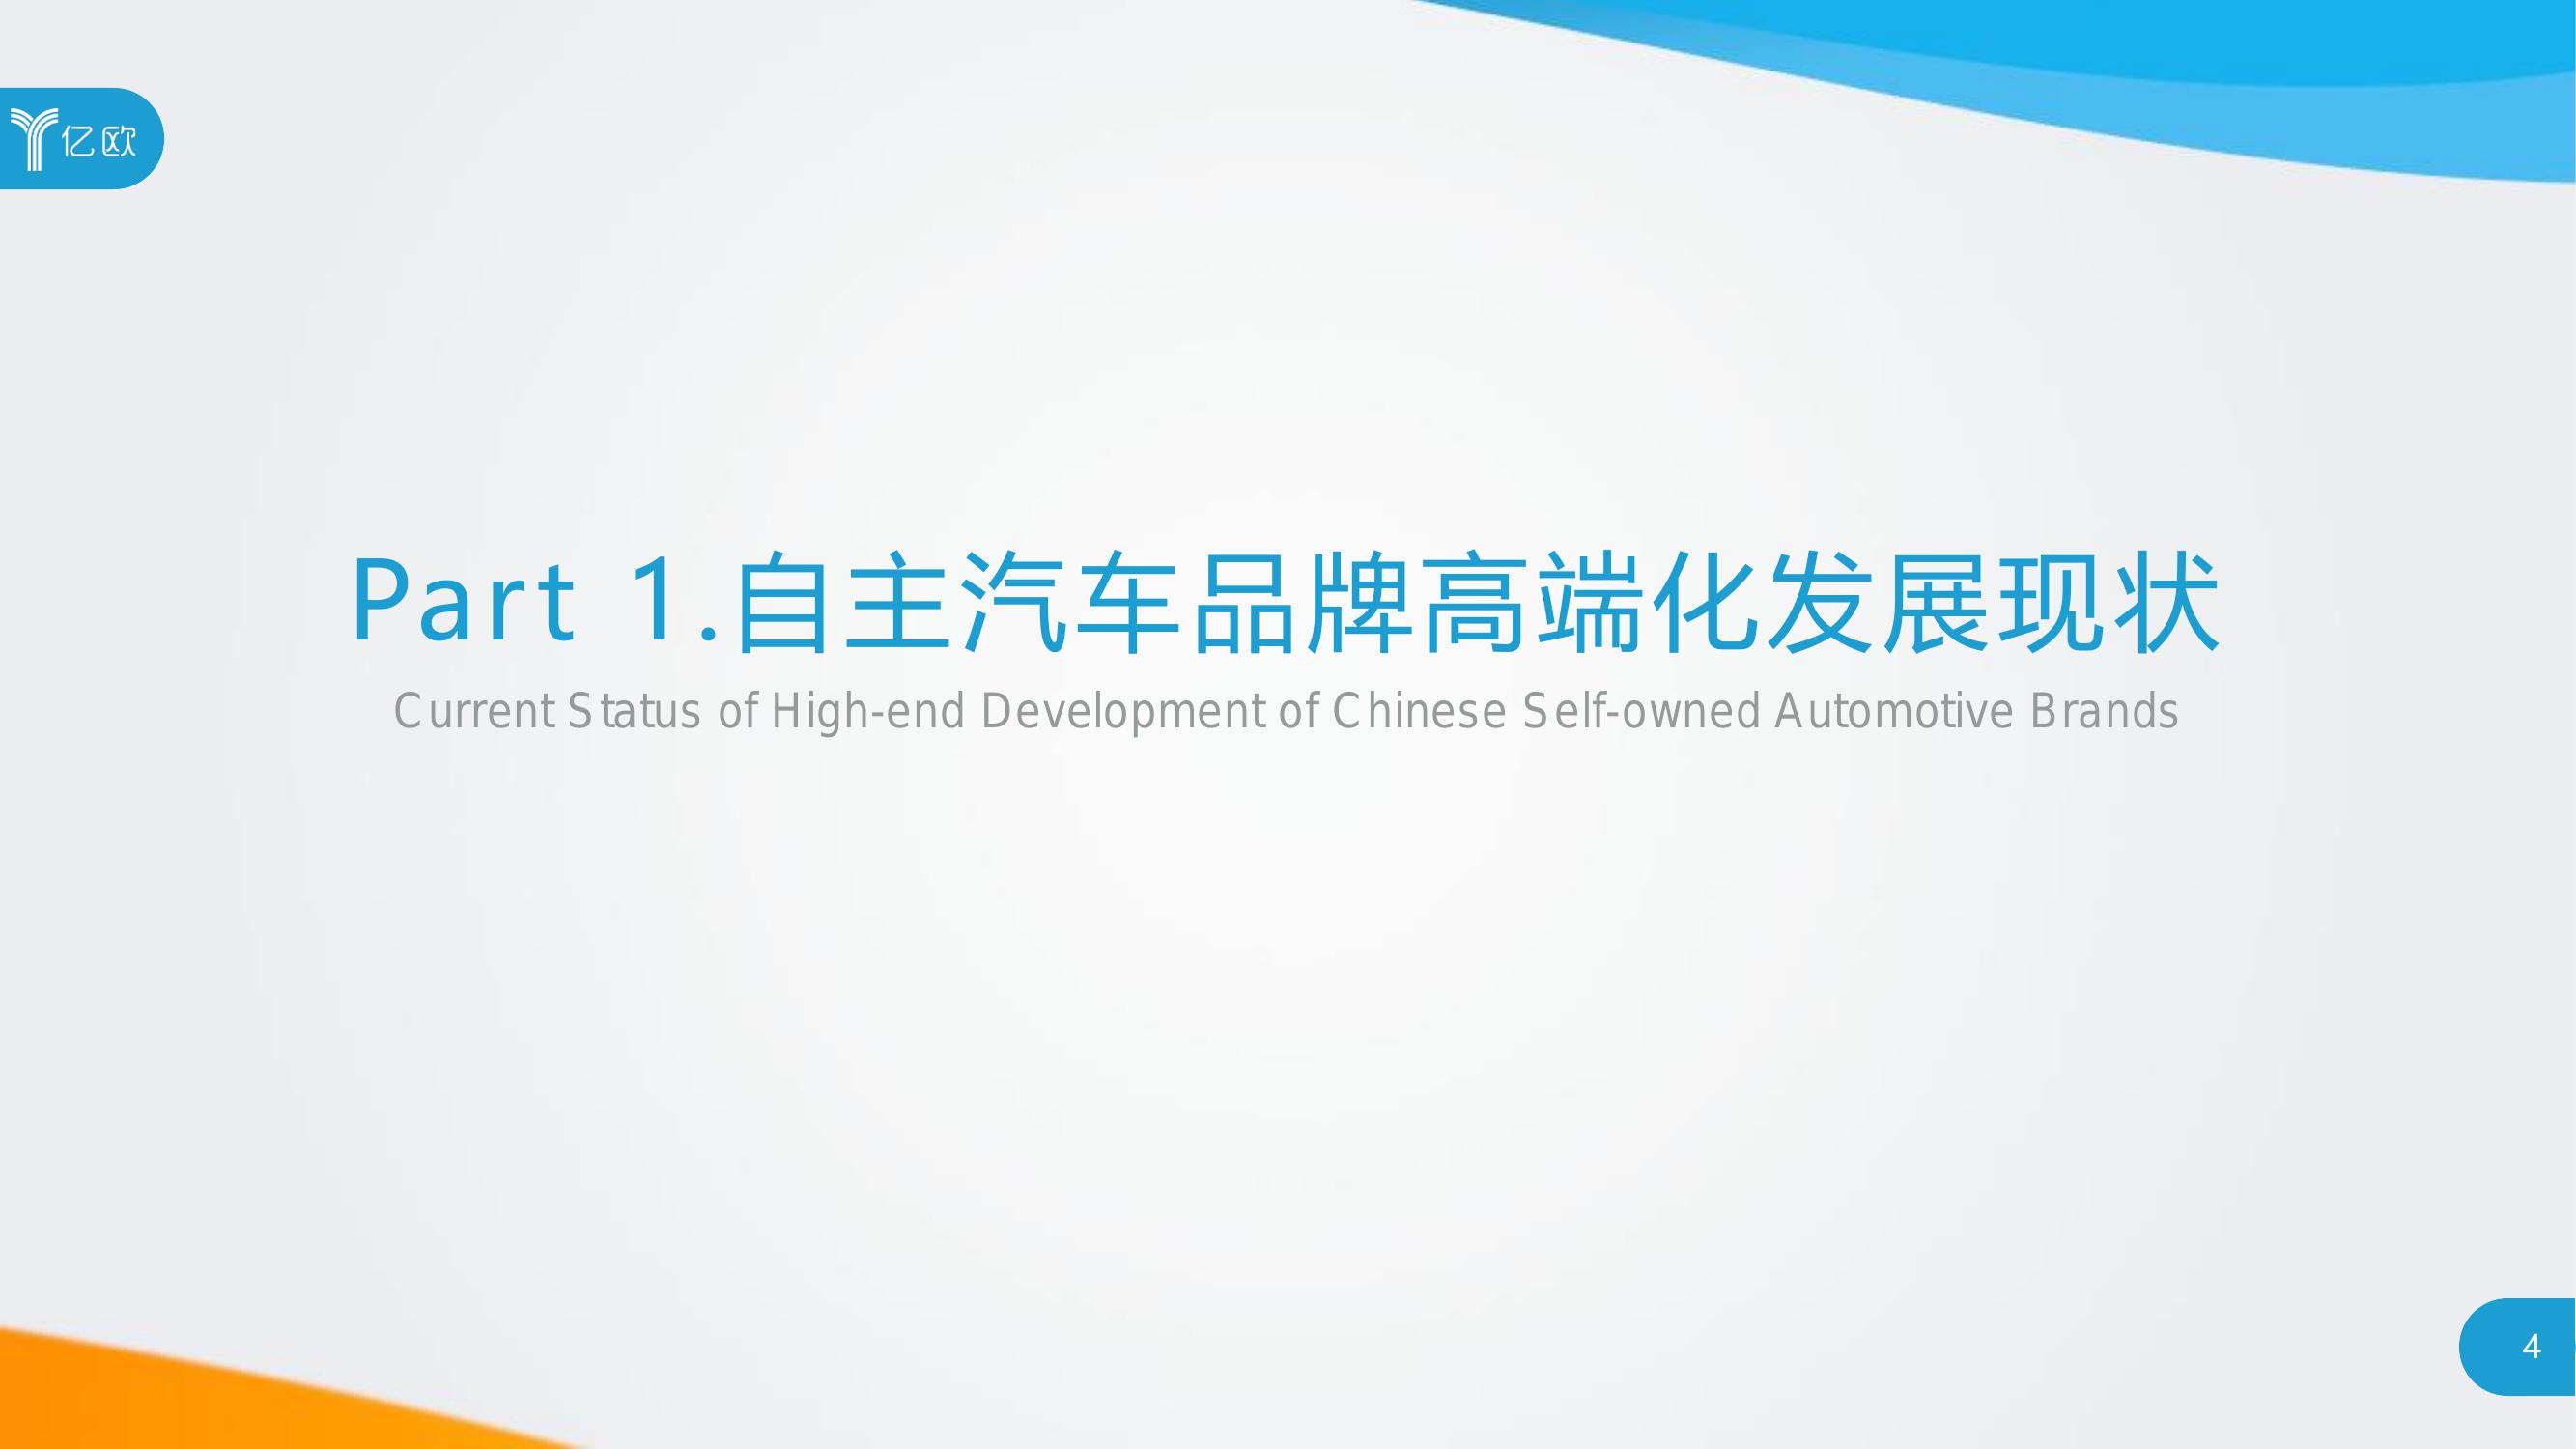 亿欧
Part 1.自主汽车品牌高端化发展现状
Current Status of High-end Development of Chinese Self-owned Automotive Brands
4